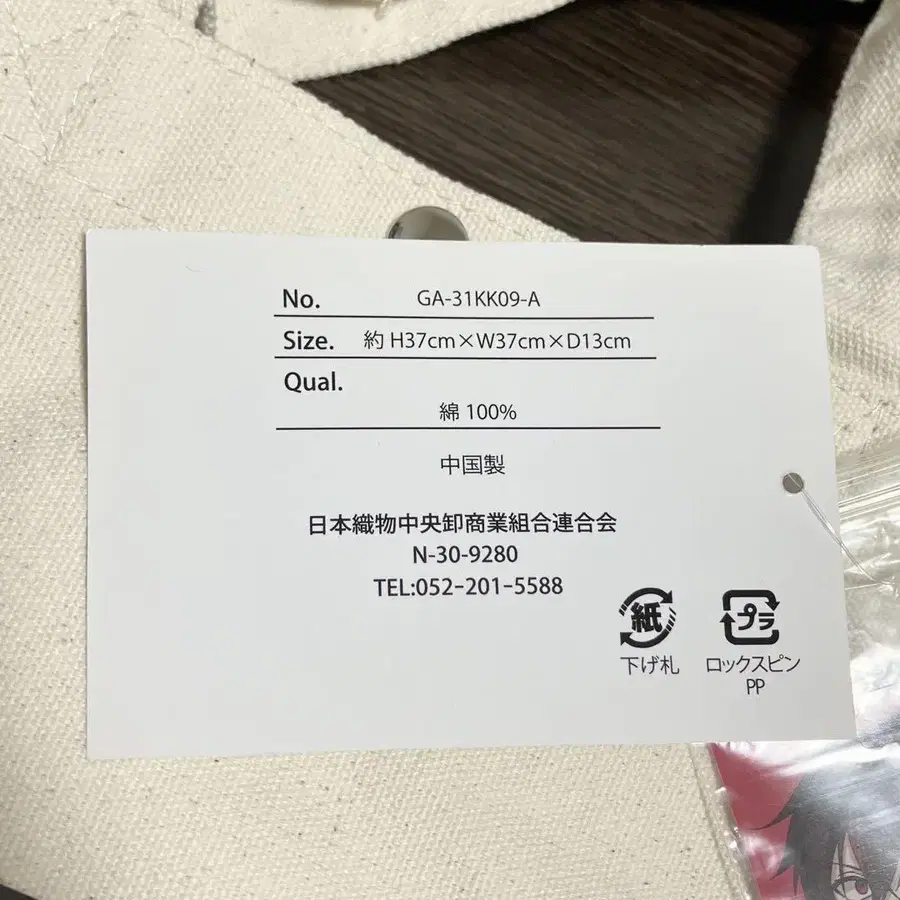 No. GA-31KK09-A
Size. 約 H37cm×W37cm×D13cm
Qual.
綿 100%
中国製
日本織物中央卸商業組合連合会
N-30-9280
TEL:052-201-5588
紙
下げ札
プラ
ロックスピン
PP